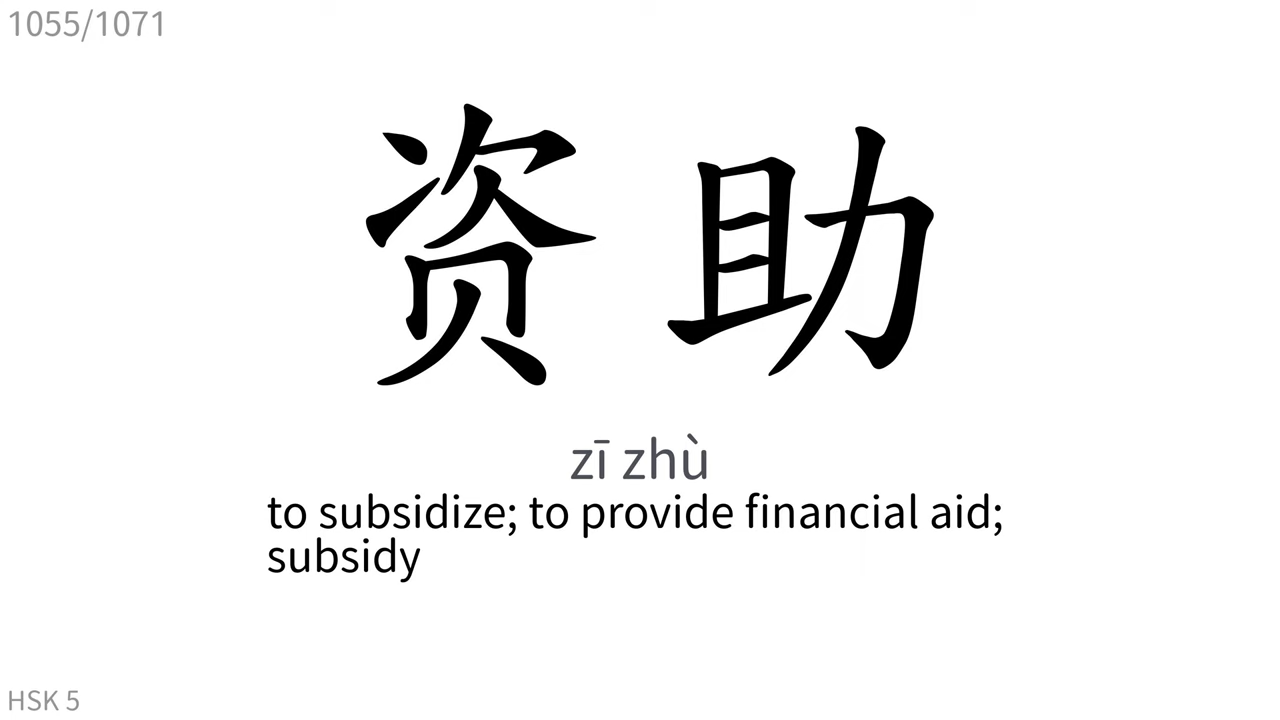 1055/1071
资助
zī zhù
to subsidize; to provide financial aid;
subsidy
HSK 5